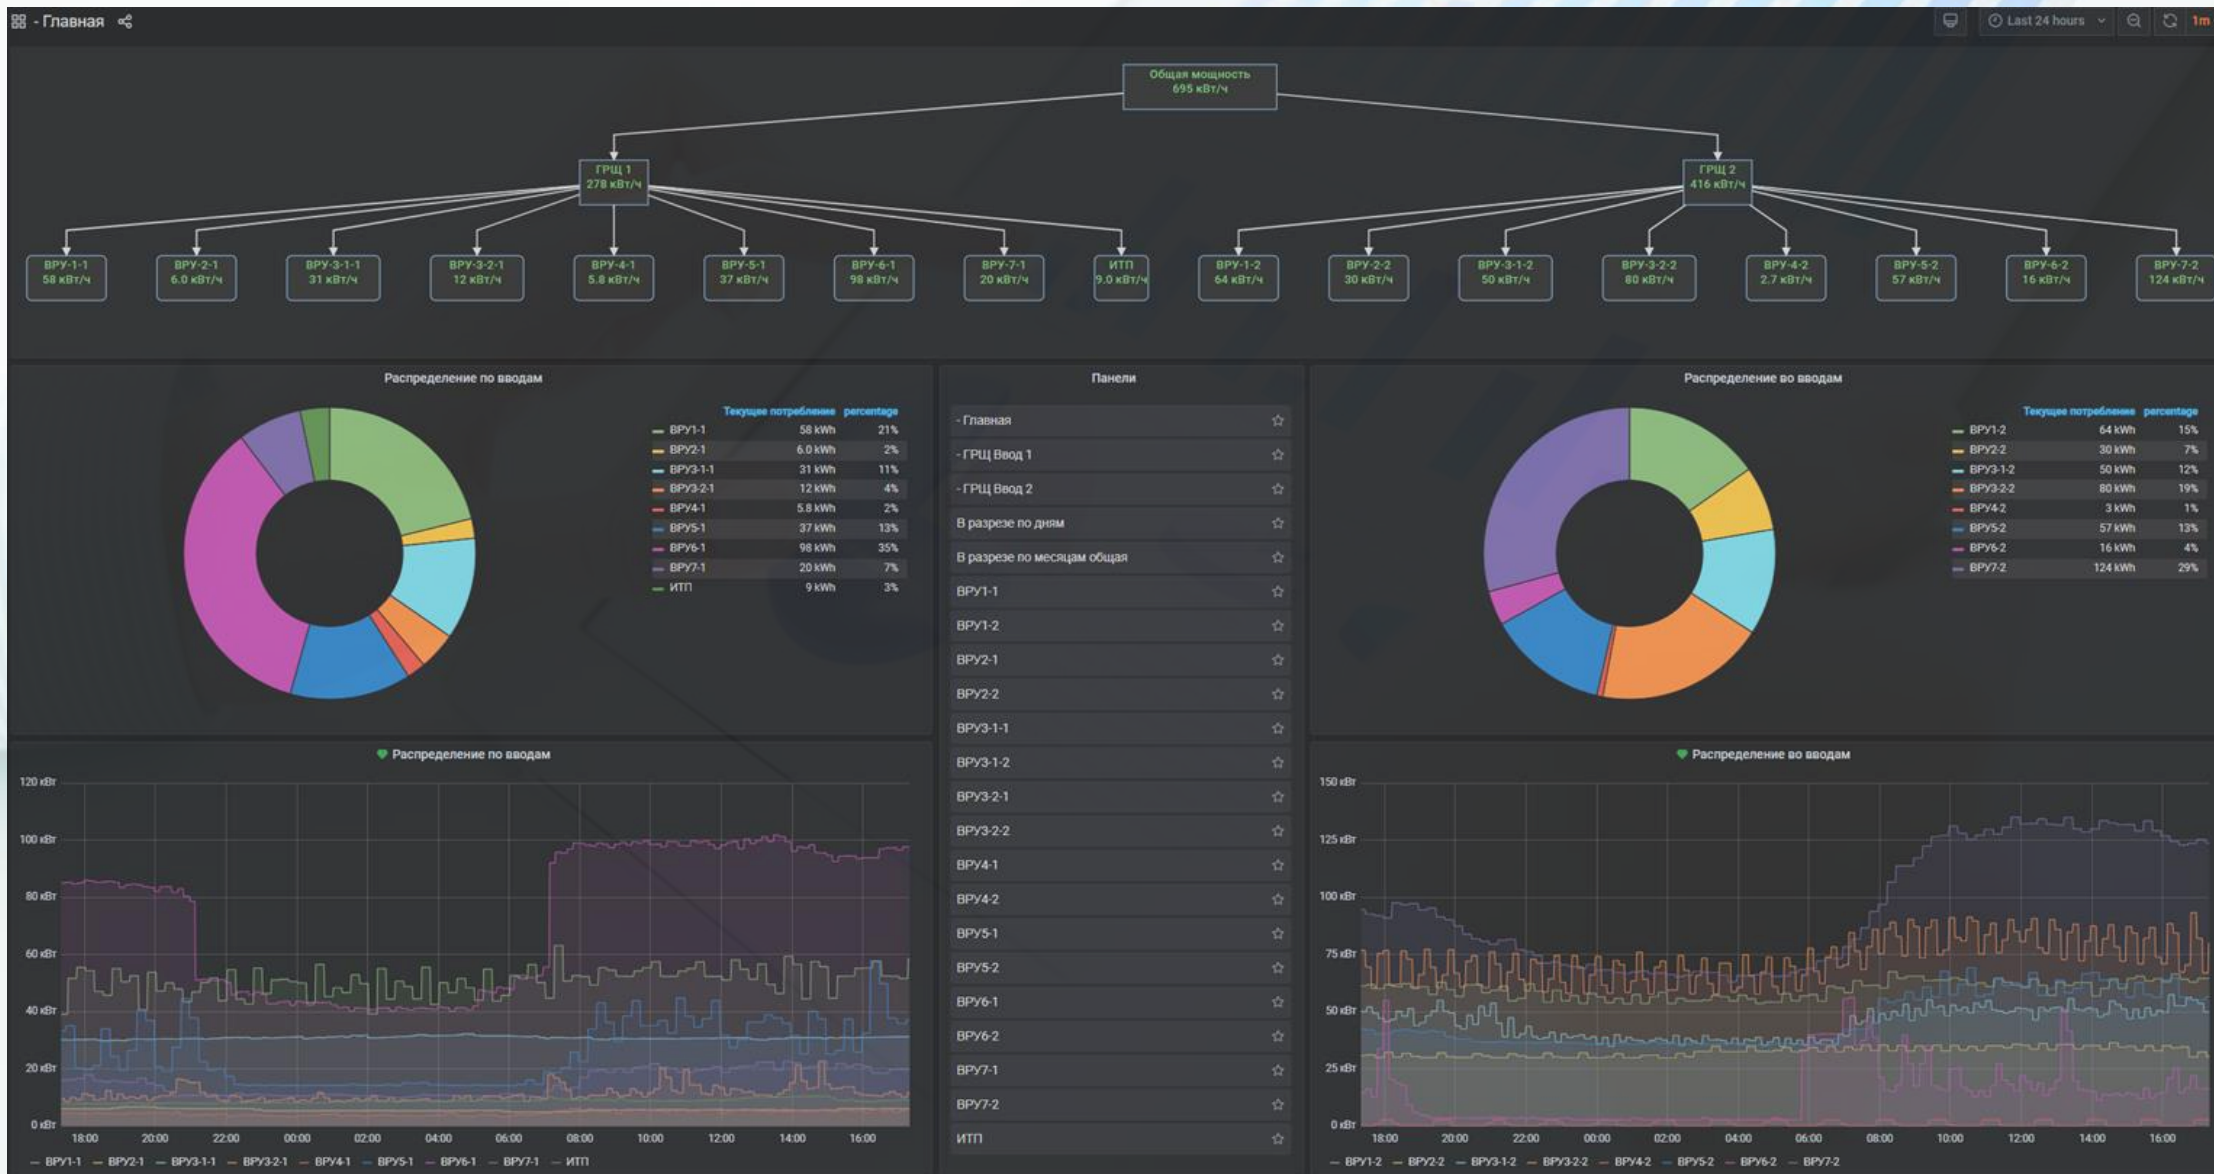 - Главная
Last 24 hours
1m
Общая мощность
695 кВт/ч
ГРЩ 1
278 кВт/ч
ГРЩ 2
416 кВт/ч
ВРУ-1-1
58 кВт/ч
ВРУ-2-1
6.0 кВт/ч
ВРУ-3-1-1
31 кВт/ч
ВРУ-3-2-1
12 кВт/ч
ВРУ-4-1
5.8 кВт/ч
ВРУ-5-1
37 кВт/ч
ВРУ-6-1
98 кВт/ч
ВРУ-7-1
20 кВт/ч
ИТП
9.0 кВт/ч
ВРУ-1-2
64 кВт/ч
ВРУ-2-2
30 кВт/ч
ВРУ-3-1-2
50 кВт/ч
ВРУ-3-2-2
80 кВт/ч
ВРУ-4-2
2.7 кВт/ч
ВРУ-5-2
57 кВт/ч
ВРУ-6-2
16 кВт/ч
ВРУ-7-2
124 кВт/ч
Распределение по вводам
Текущее потребление percentage
ВРУ1-1 58 kWh 21%
ВРУ2-1 6.0 kWh 2%
ВРУ3-1-1 31 kWh 11%
ВРУ3-2-1 12 kWh 4%
ВРУ4-1 5.8 kWh 2%
ВРУ5-1 37 kWh 13%
ВРУ6-1 98 kWh 35%
ВРУ7-1 20 kWh 7%
ИТП 9 kWh 3%
Панели
- Главная
- ГРЩ Ввод 1
- ГРЩ Ввод 2
В разрезе по дням
В разрезе по месяцам общая
ВРУ1-1
ВРУ1-2
ВРУ2-1
ВРУ2-2
ВРУ3-1-1
ВРУ3-1-2
ВРУ3-2-1
ВРУ3-2-2
ВРУ4-1
ВРУ4-2
ВРУ5-1
ВРУ5-2
ВРУ6-1
ВРУ6-2
ВРУ7-1
ВРУ7-2
ИТП
Распределение во вводам
Текущее потребление percentage
ВРУ1-2 64 kWh 15%
ВРУ2-2 30 kWh 7%
ВРУ3-1-2 50 kWh 12%
ВРУ3-2-2 80 kWh 19%
ВРУ4-2 3 kWh 1%
ВРУ5-2 57 kWh 13%
ВРУ6-2 16 kWh 4%
ВРУ7-2 124 kWh 29%
Распределение по вводам
120 кВт
100 кВт
80 кВт
60 кВт
40 кВт
20 кВт
0 кВт
18:00 20:00 22:00 00:00 02:00 04:00 06:00 08:00 10:00 12:00 14:00 16:00
ВРУ1-1 ВРУ2-1 ВРУ3-1-1 ВРУ3-2-1 ВРУ4-1 ВРУ5-1 ВРУ6-1 ВРУ7-1 ИТП
Распределение во вводам
150 кВт
125 кВт
100 кВт
75 кВт
50 кВт
25 кВт
0 кВт
18:00 20:00 22:00 00:00 02:00 04:00 06:00 08:00 10:00 12:00 14:00 16:00
ВРУ1-2 ВРУ2-2 ВРУ3-1-2 ВРУ3-2-2 ВРУ4-2 ВРУ5-2 ВРУ6-2 ВРУ7-2